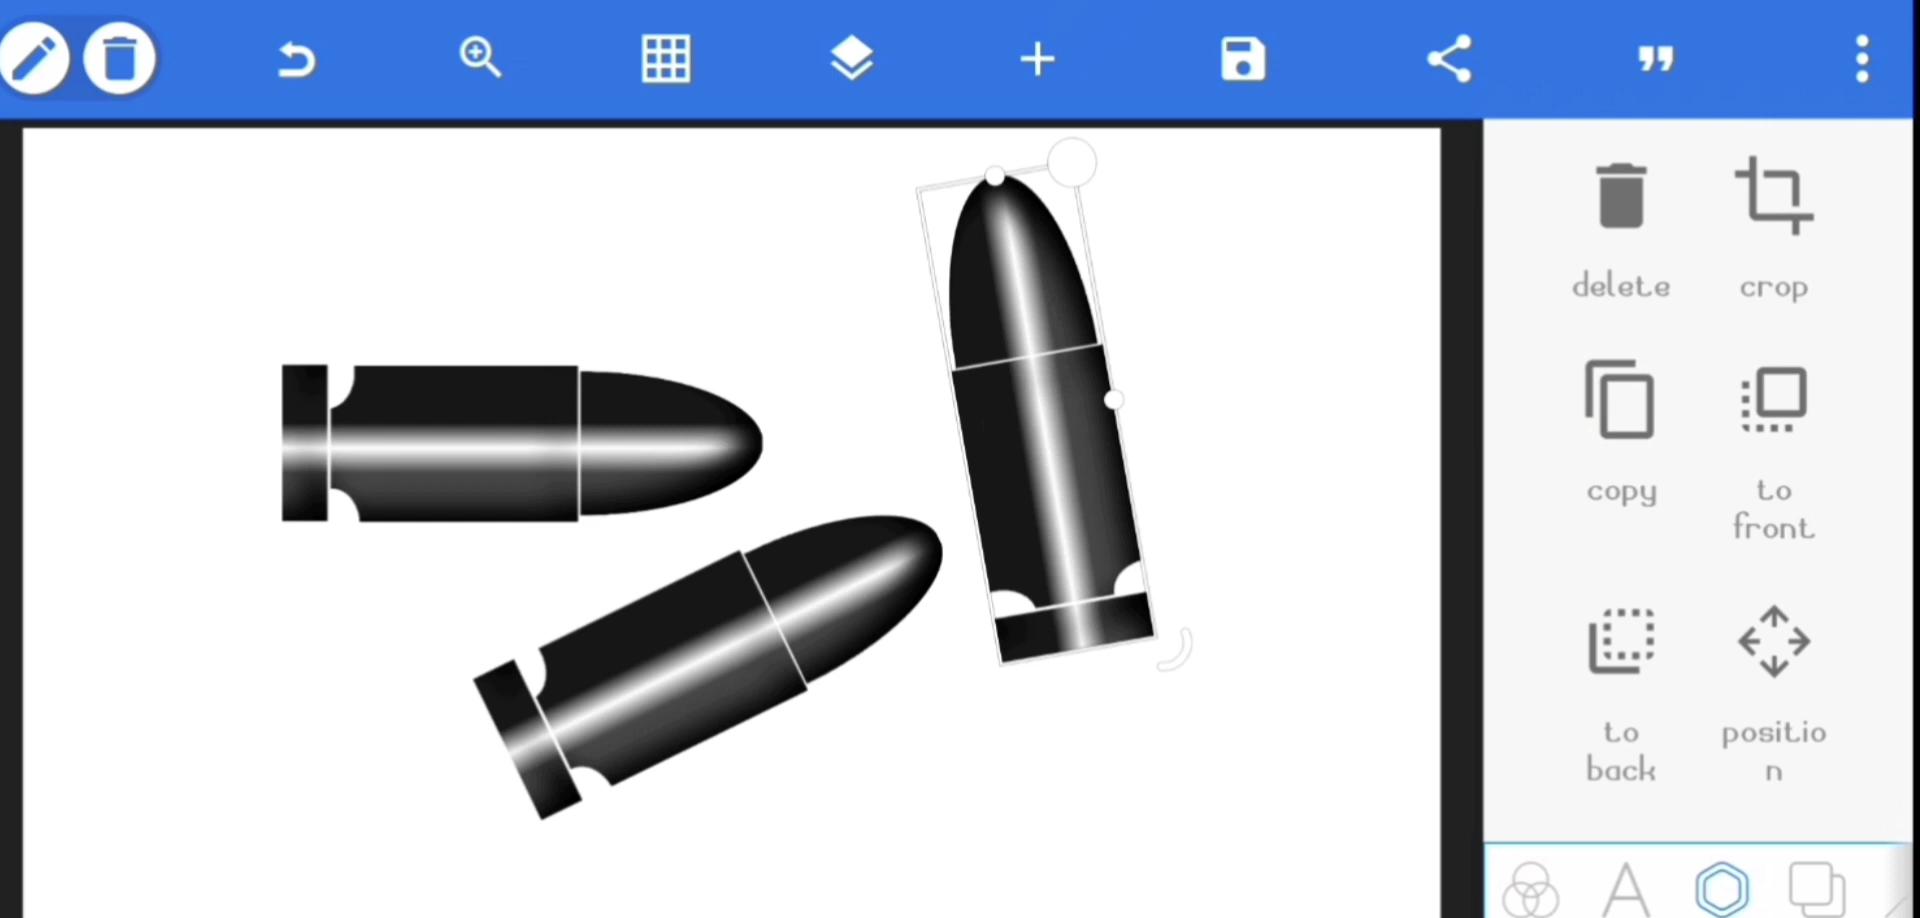 delete
crop
copy
to
front
to
back
positio
n